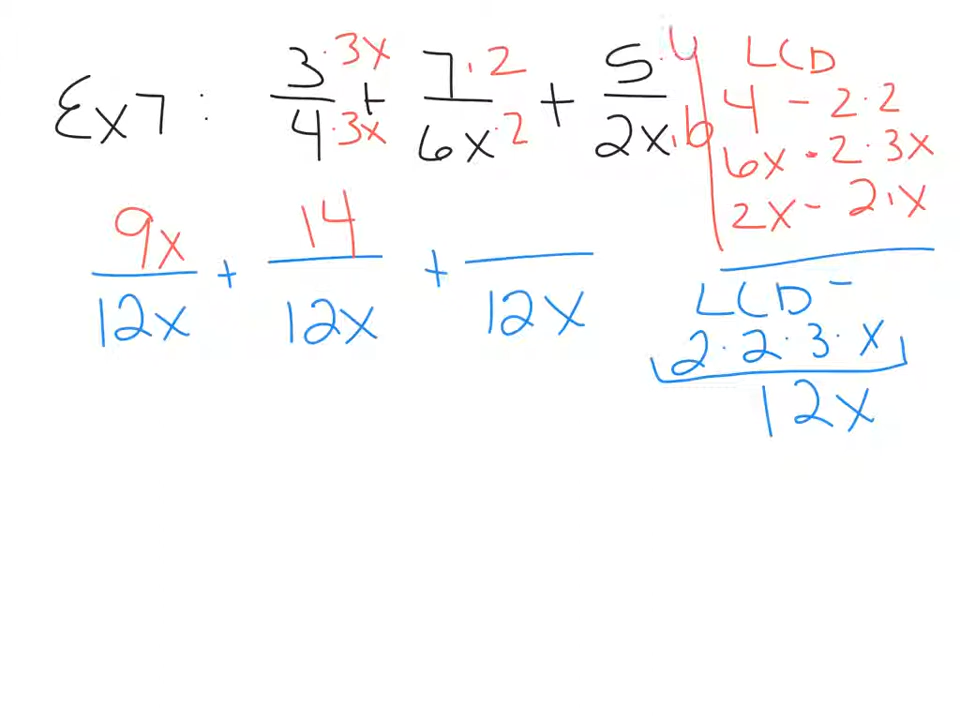 Ex7: 3·3x/4·3x + 7·2/6x·2 + 5·/2x·6
9x/12x + 14/12x + /12x
LCD
4 - 2·2
6x - 2·3x
2x - 2·x
LCD -
2·2·3·x
12x